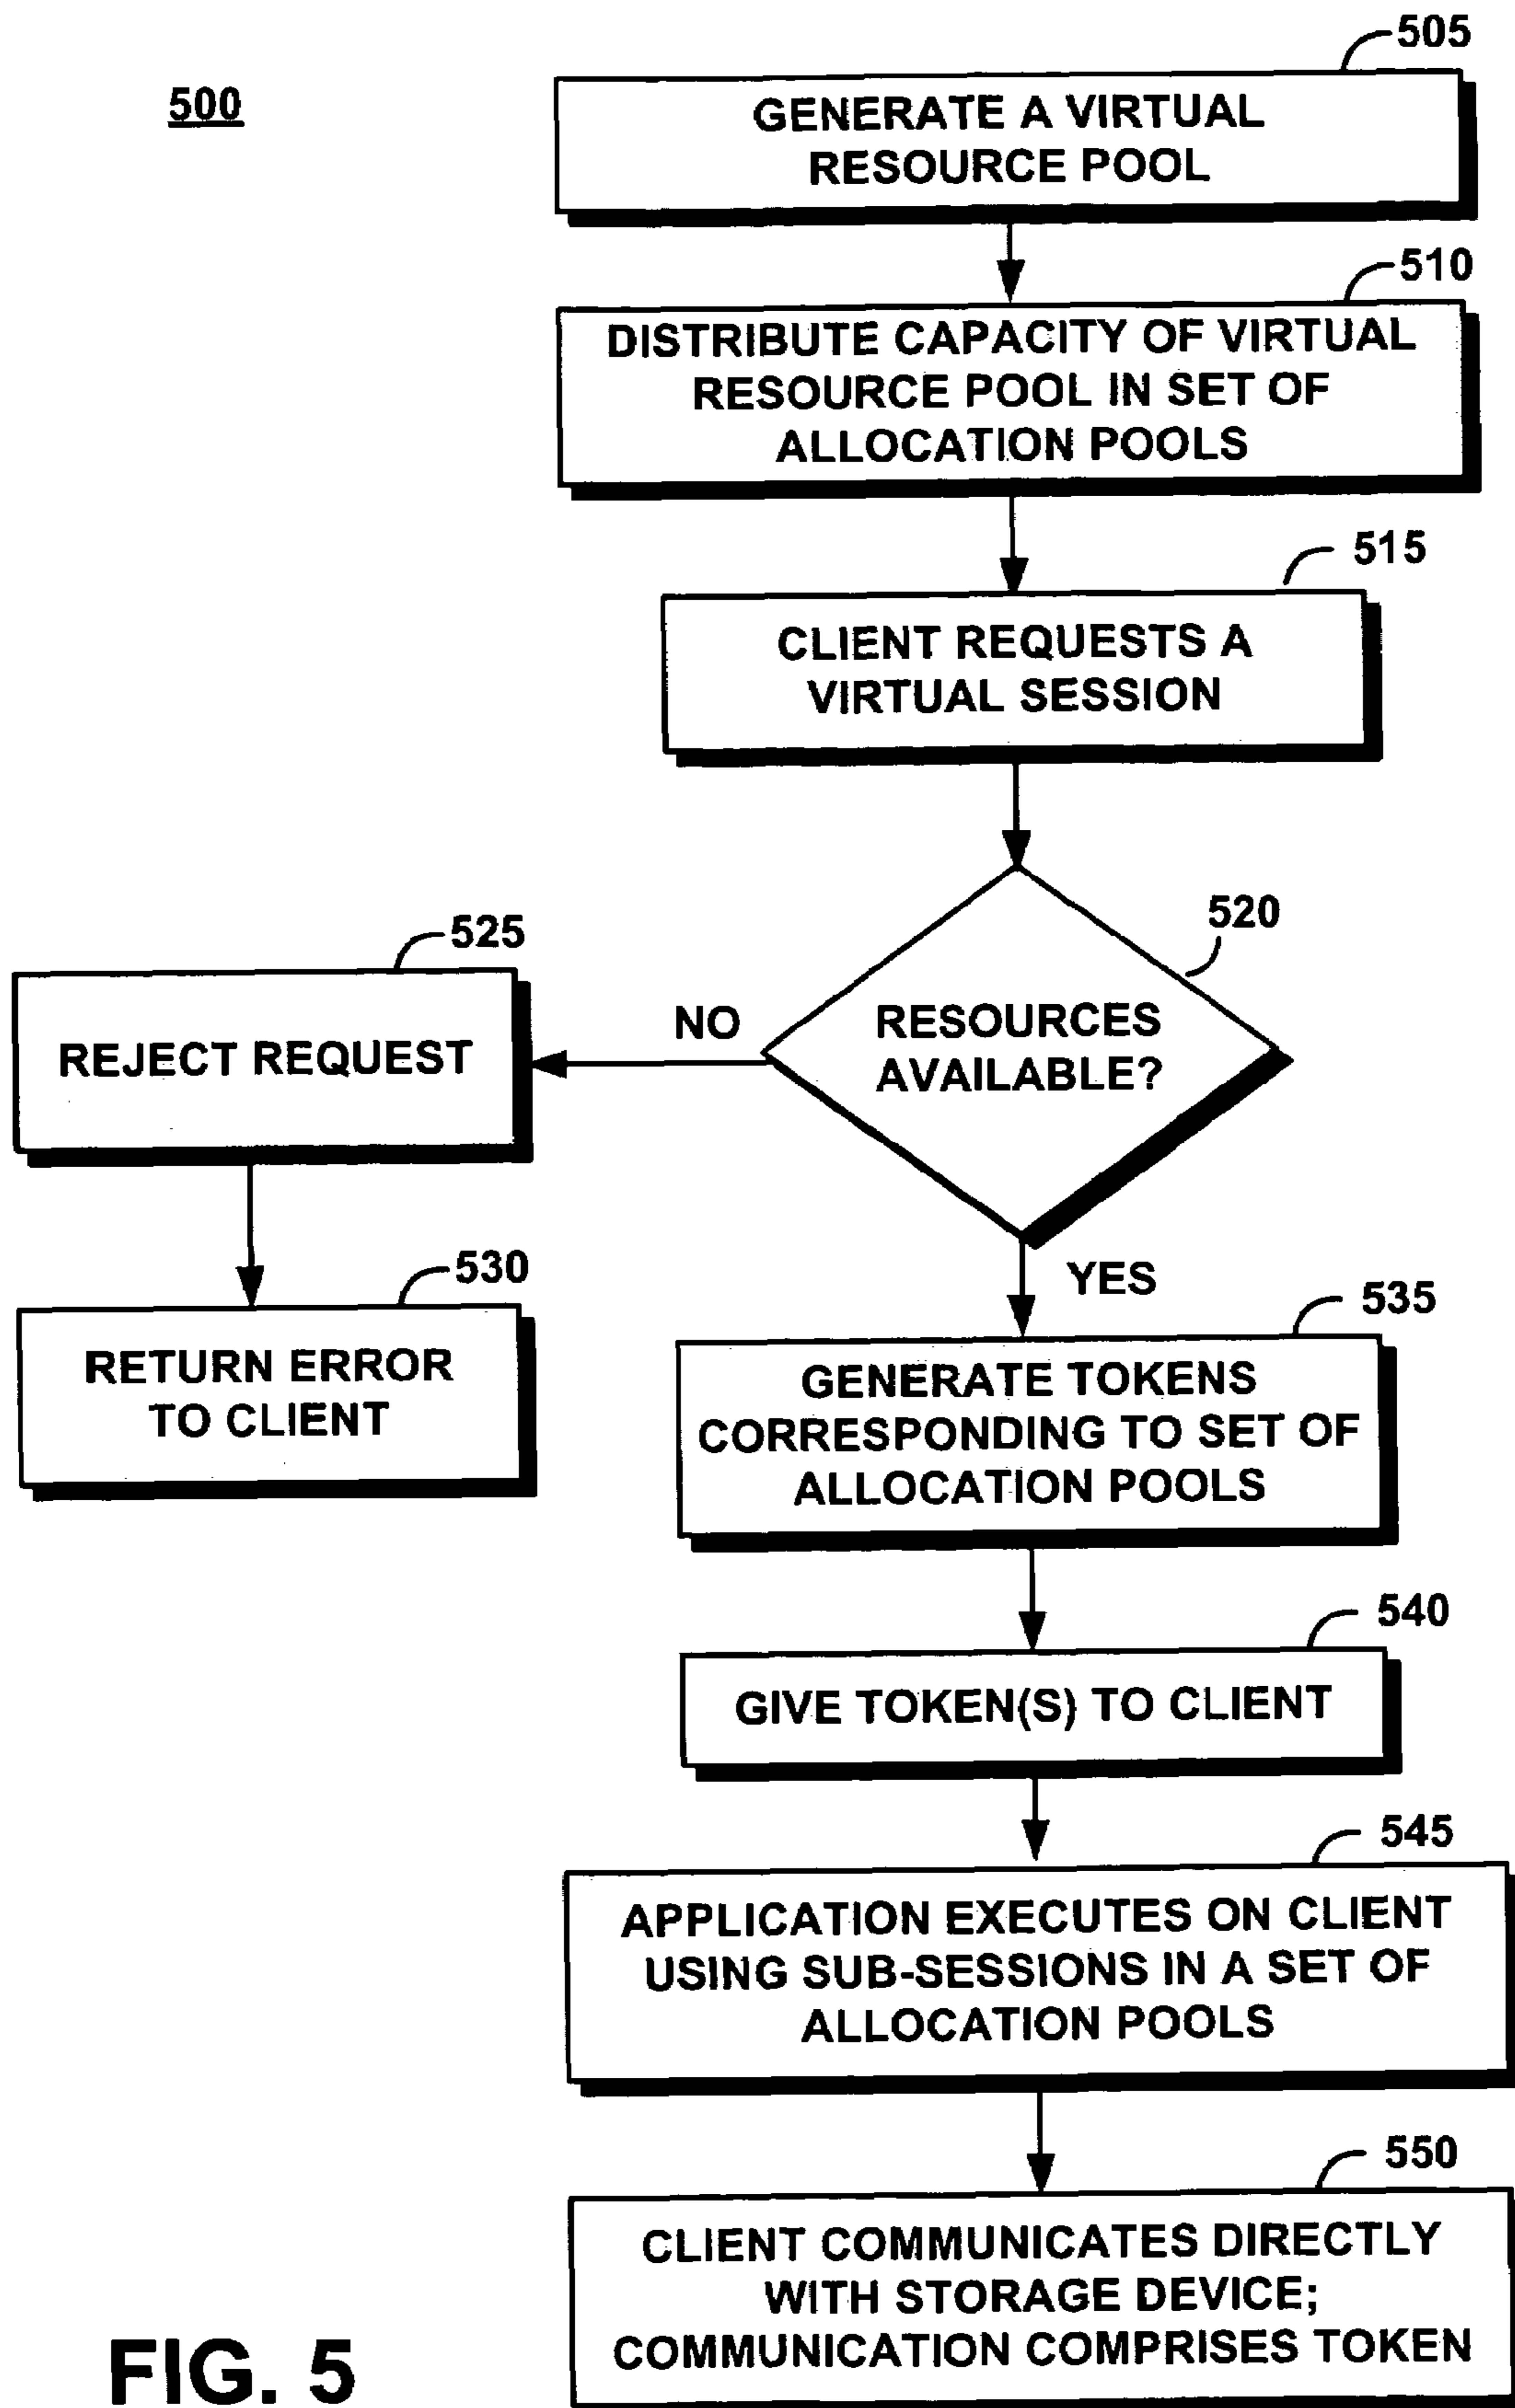 500
505
GENERATE A VIRTUAL
RESOURCE POOL
510
DISTRIBUTE CAPACITY OF VIRTUAL
RESOURCE POOL IN SET OF
ALLOCATION POOLS
515
CLIENT REQUESTS A
VIRTUAL SESSION
520
RESOURCES
AVAILABLE?
NO
525
REJECT REQUEST
530
RETURN ERROR
TO CLIENT
YES
535
GENERATE TOKENS
CORRESPONDING TO SET OF
ALLOCATION POOLS
540
GIVE TOKEN(S) TO CLIENT
545
APPLICATION EXECUTES ON CLIENT
USING SUB-SESSIONS IN A SET OF
ALLOCATION POOLS
550
CLIENT COMMUNICATES DIRECTLY
WITH STORAGE DEVICE;
COMMUNICATION COMPRISES TOKEN
FIG. 5